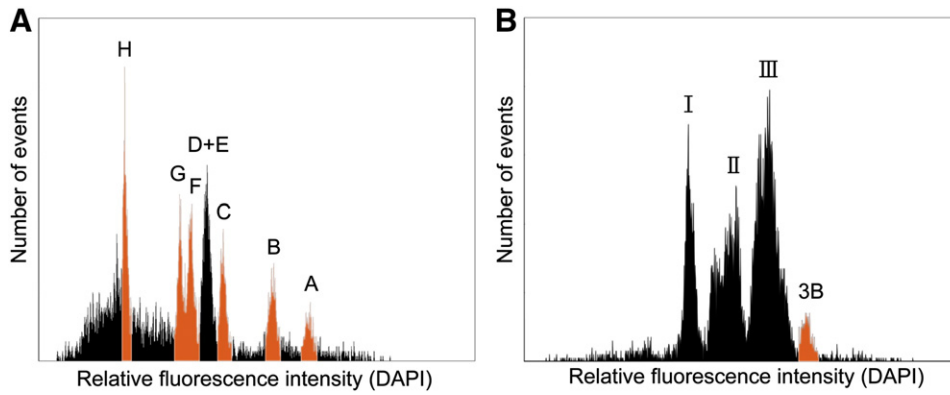 A
H
D+E
G
F
C
B
A
Number of events
Relative fluorescence intensity (DAPI)
B
III
I
II
3B
Number of events
Relative fluorescence intensity (DAPI)